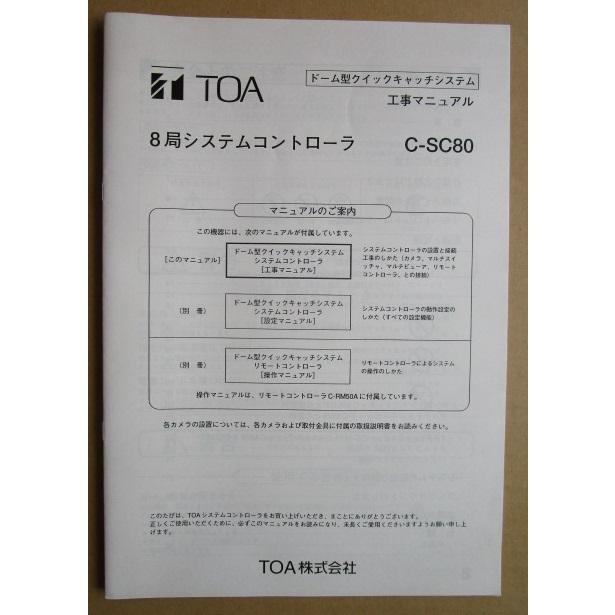 TOA
ドーム型クイックキャッチシステム
工事マニュアル
8局システムコントローラ C-SC80
マニュアルのご案内
この機器には、次のマニュアルが付属しています。
[このマニュアル]
ドーム型クイックキャッチシステム
システムコントローラ
[工事マニュアル]
システムコントローラの設置と接続
工事のしかた（カメラ、マルチスイ
ッチャ、マルチビューア、リモート
コントローラ、との接続）
（別 冊）
ドーム型クイックキャッチシステム
システムコントローラ
[設定マニュアル]
システムコントローラの動作設定の
しかた（すべての設定機能）
（別 冊）
ドーム型クイックキャッチシステム
リモートコントローラ
[操作マニュアル]
リモートコントローラによるシステム
の操作のしかた
操作マニュアルは、リモートコントローラC-RM50Aに付属しています。
各カメラの設置については、各カメラおよび取付金具に付属の取扱説明書をお読みください。
このたびは、TOAシステムコントローラをお買い上げいただき、まことにありがとうございます。
正しくご使用いただくために、必ずこのマニュアルをお読みになり、末長くご愛用くださいますようお願い申し上
げます。
TOA株式会社